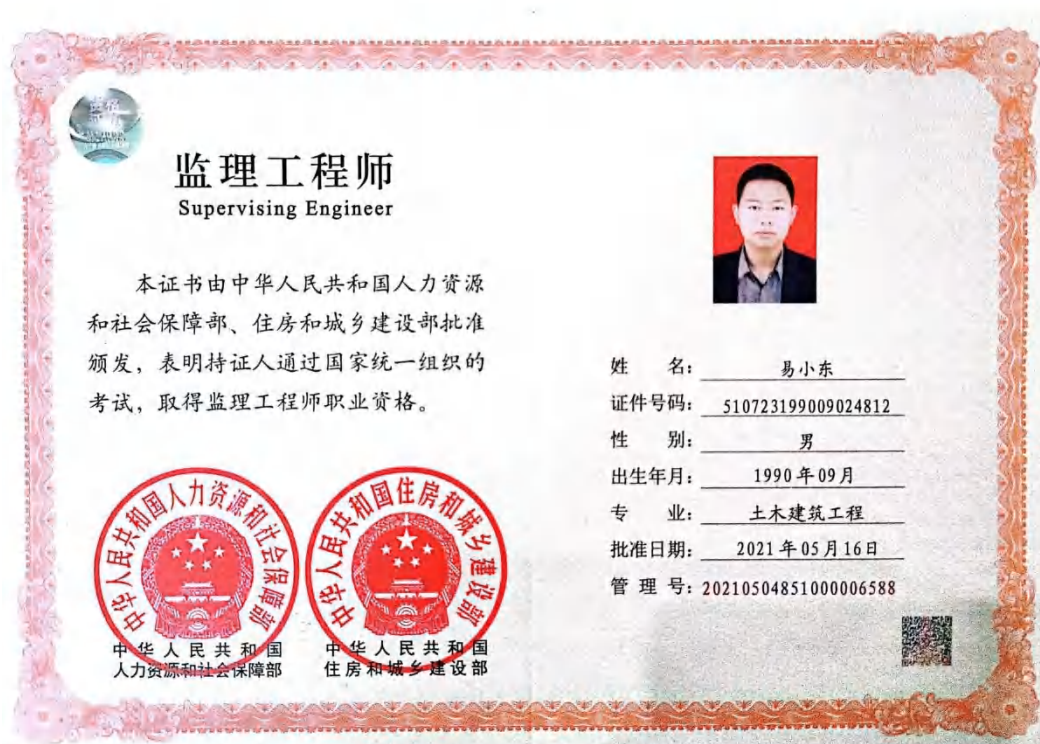 监理工程师
Supervising Engineer
本证书由中华人民共和国人力资源
和社会保障部、住房和城乡建设部批准
颁发，表明持证人通过国家统一组织的
考试，取得监理工程师职业资格。
中华人民共和国人力资源和社会保障部
中华人民共和国住房和城乡建设部
中华人民共和国
人力资源和社会保障部
中华人民共和国
住房和城乡建设部
姓 名：易小东
证件号码：510723199009024812
性 别：男
出生年月：1990年09月
专 业：土木建筑工程
批准日期：2021年05月16日
管 理 号：20210504851000006588